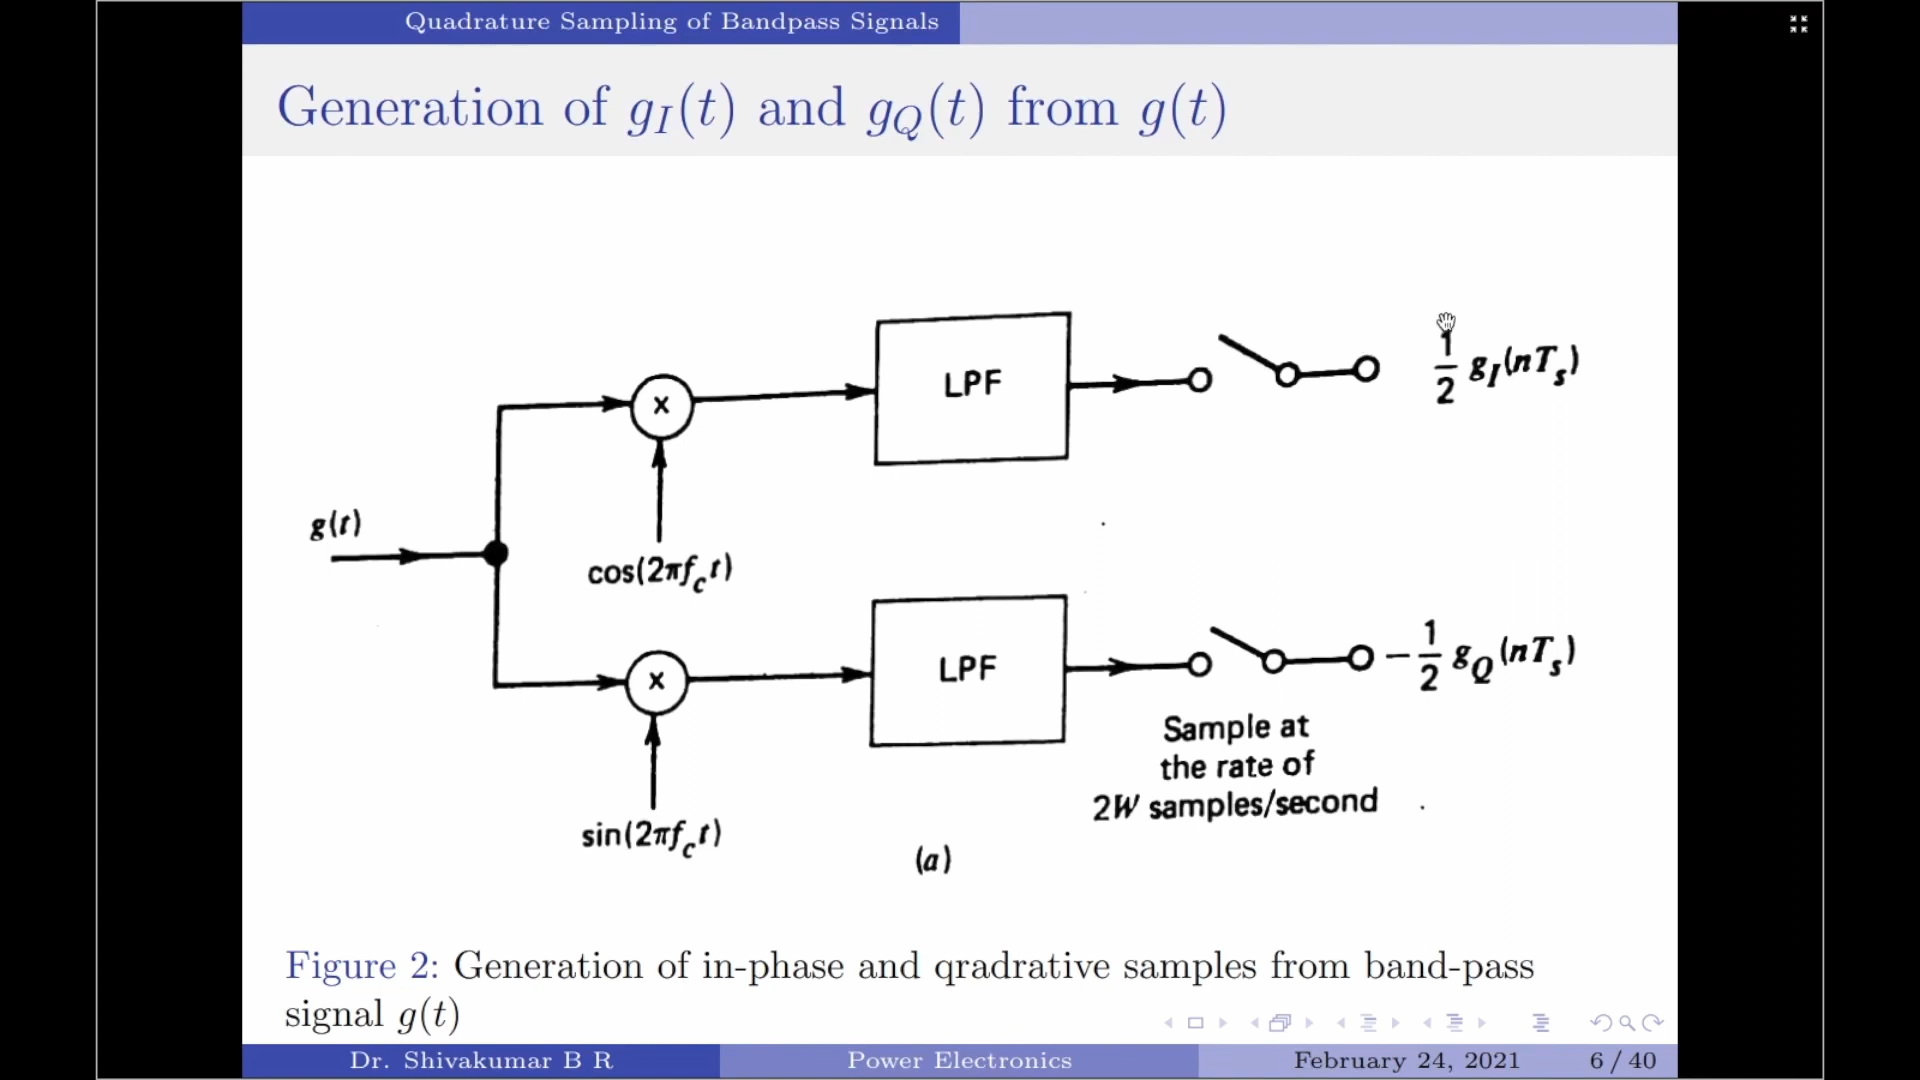 Quadrature Sampling of Bandpass Signals
Generation of g_I(t) and g_Q(t) from g(t)
g(t)
×
cos(2πf_c t)
LPF
1/2 g_I(nT_s)
×
sin(2πf_c t)
LPF
−1/2 g_Q(nT_s)
Sample at
the rate of
2W samples/second
(a)
Figure 2: Generation of in-phase and qradrative samples from band-pass
signal g(t)
Dr. Shivakumar B R
Power Electronics
February 24, 2021
6 / 40